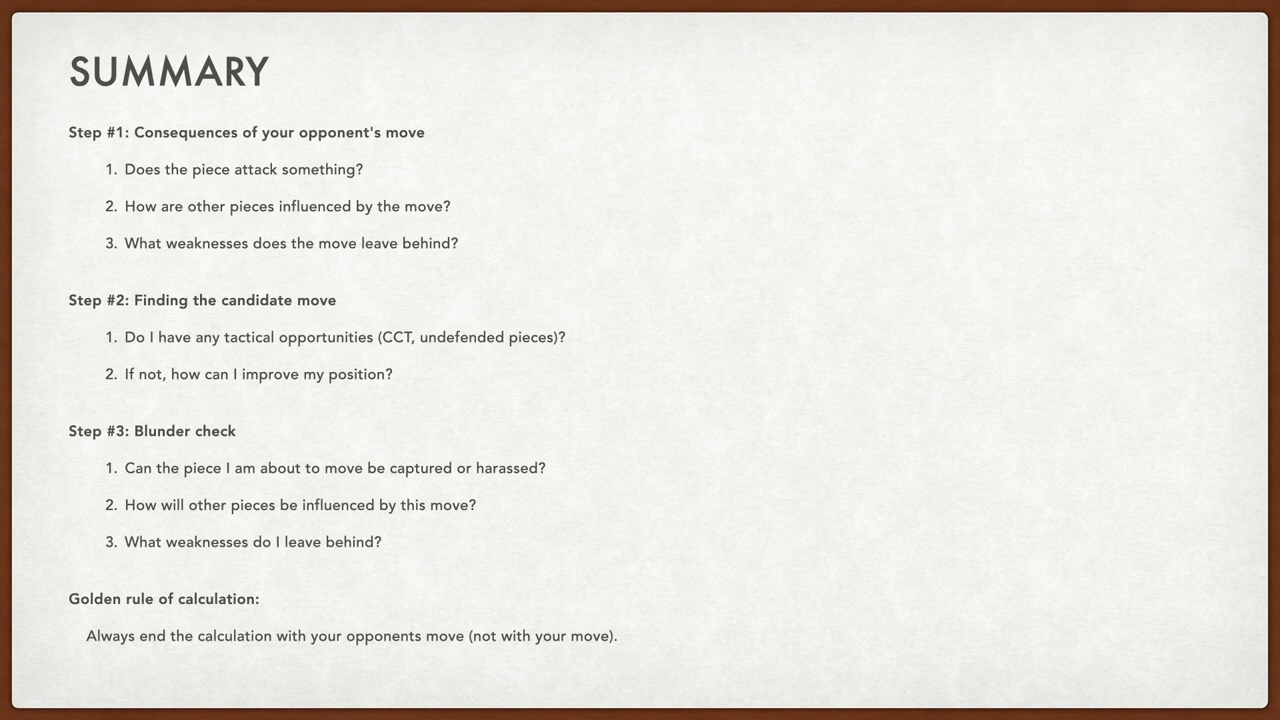 SUMMARY
Step #1: Consequences of your opponent's move
1. Does the piece attack something?
2. How are other pieces influenced by the move?
3. What weaknesses does the move leave behind?
Step #2: Finding the candidate move
1. Do I have any tactical opportunities (CCT, undefended pieces)?
2. If not, how can I improve my position?
Step #3: Blunder check
1. Can the piece I am about to move be captured or harassed?
2. How will other pieces be influenced by this move?
3. What weaknesses do I leave behind?
Golden rule of calculation:
Always end the calculation with your opponents move (not with your move).